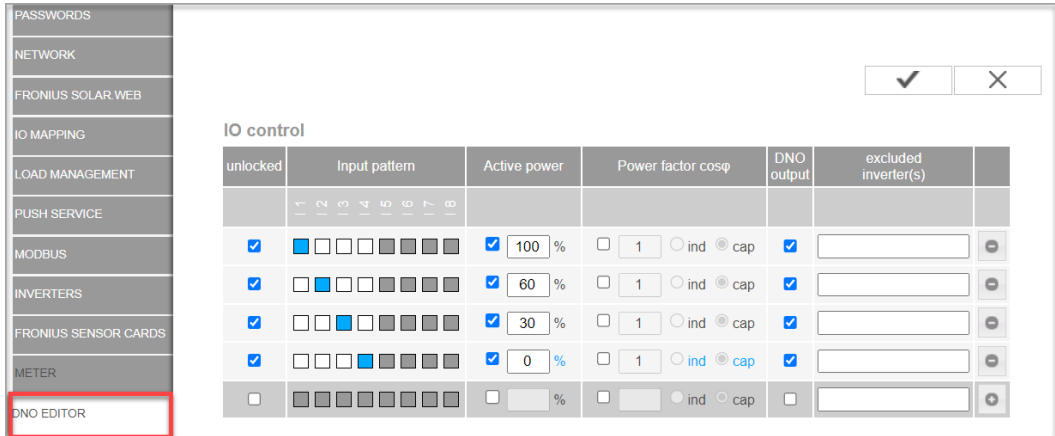 PASSWORDS
NETWORK
FRONIUS SOLAR.WEB
IO MAPPING
LOAD MANAGEMENT
PUSH SERVICE
MODBUS
INVERTERS
FRONIUS SENSOR CARDS
METER
DNO EDITOR
IO control
unlocked Input pattern Active power Power factor cosφ DNO output excluded inverter(s)
I 1 I 2 I 3 I 4 I 5 I 6 I 7 I 8
100 % 1 ind cap
60 % 1 ind cap
30 % 1 ind cap
0 % 1 ind cap
% ind cap